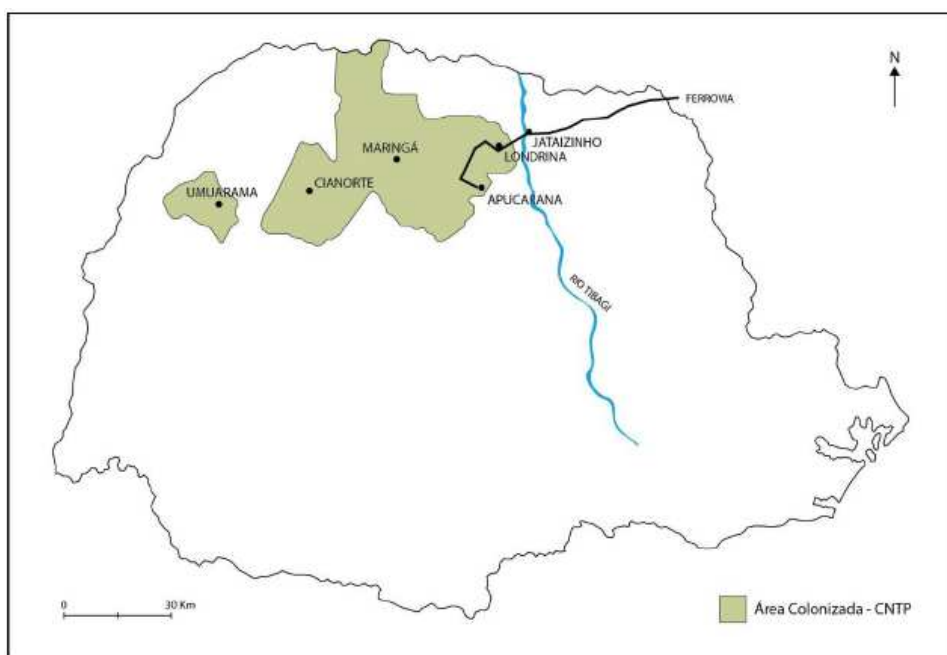 N
FERROVIA
JATAIZINHO
LONDRINA
MARINGÁ
CIANORTE
UMUARAMA
APUCARANA
RIO TIBAGI
0 30 Km
Área Colonizada - CNTP